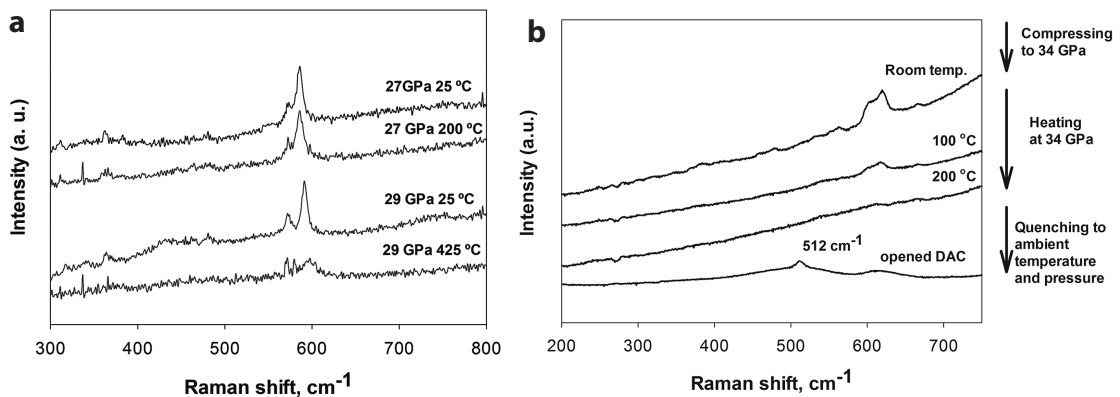 a
27GPa 25 ºC
27 GPa 200 ºC
29 GPa 25 ºC
29 GPa 425 ºC
Intensity (a. u.)
300 400 500 600 700 800
Raman shift, cm-1
b
Room temp.
100 °C
200 °C
512 cm-1
opened DAC
Intensity (a.u.)
200 300 400 500 600 700
Raman shift, cm-1
Compressing
to 34 GPa
Heating
at 34 GPa
Quenching to
ambient
temperature
and pressure